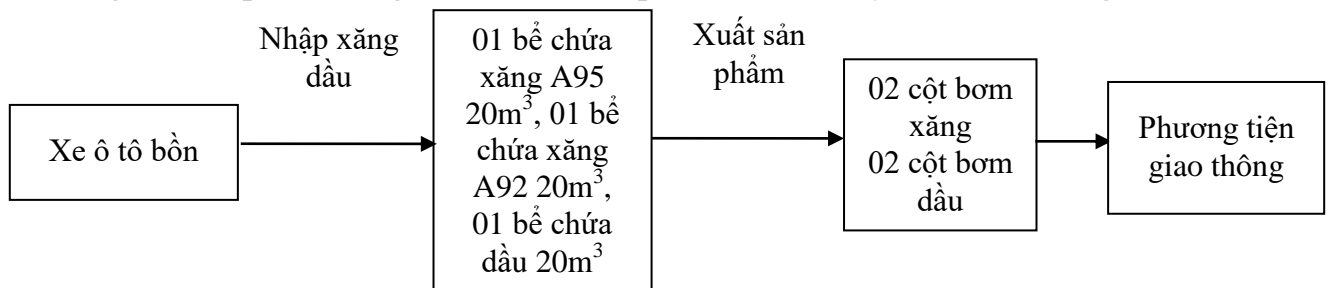 Xe ô tô bồn
Nhập xăng
dầu
01 bể chứa
xăng A95
20m³, 01 bể
chứa xăng
A92 20m³,
01 bể chứa
dầu 20m³
Xuất sản
phẩm
02 cột bơm
xăng
02 cột bơm
dầu
Phương tiện
giao thông